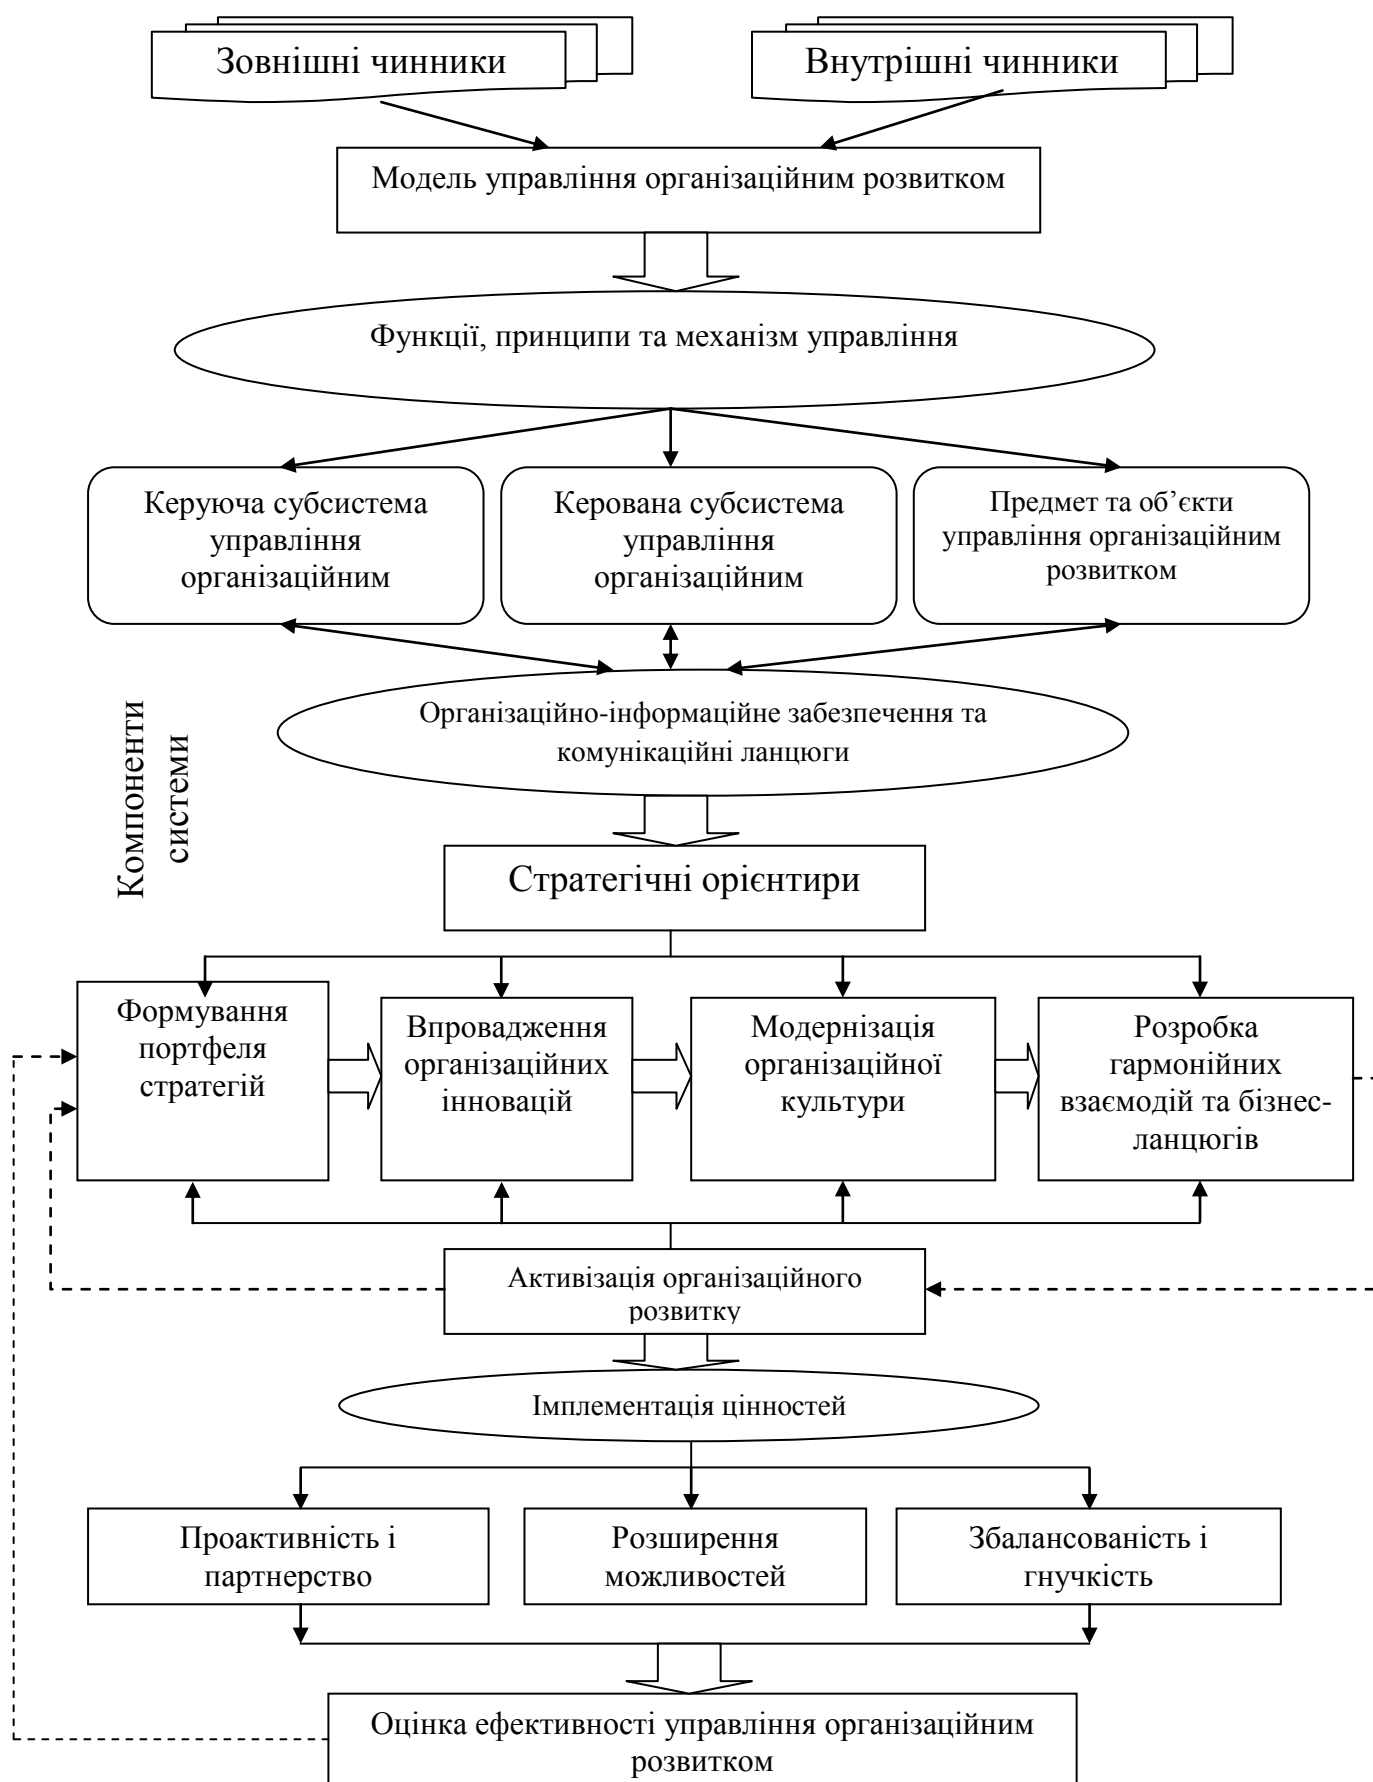 Зовнішні чинники
Внутрішні чинники
Модель управління організаційним розвитком
Функції, принципи та механізм управління
Керуюча субсистема
управління
організаційним
Керована субсистема
управління
організаційним
Предмет та об’єкти
управління організаційним
розвитком
Організаційно-інформаційне забезпечення та
комунікаційні ланцюги
Компоненти
системи
Стратегічні орієнтири
Формування
портфеля
стратегій
Впровадження
організаційних
інновацій
Модернізація
організаційної
культури
Розробка
гармонійних
взаємодій та бізнес-
ланцюгів
Активізація організаційного
розвитку
Імплементація цінностей
Проактивність і
партнерство
Розширення
можливостей
Збалансованість і
гнучкість
Оцінка ефективності управління організаційним
розвитком